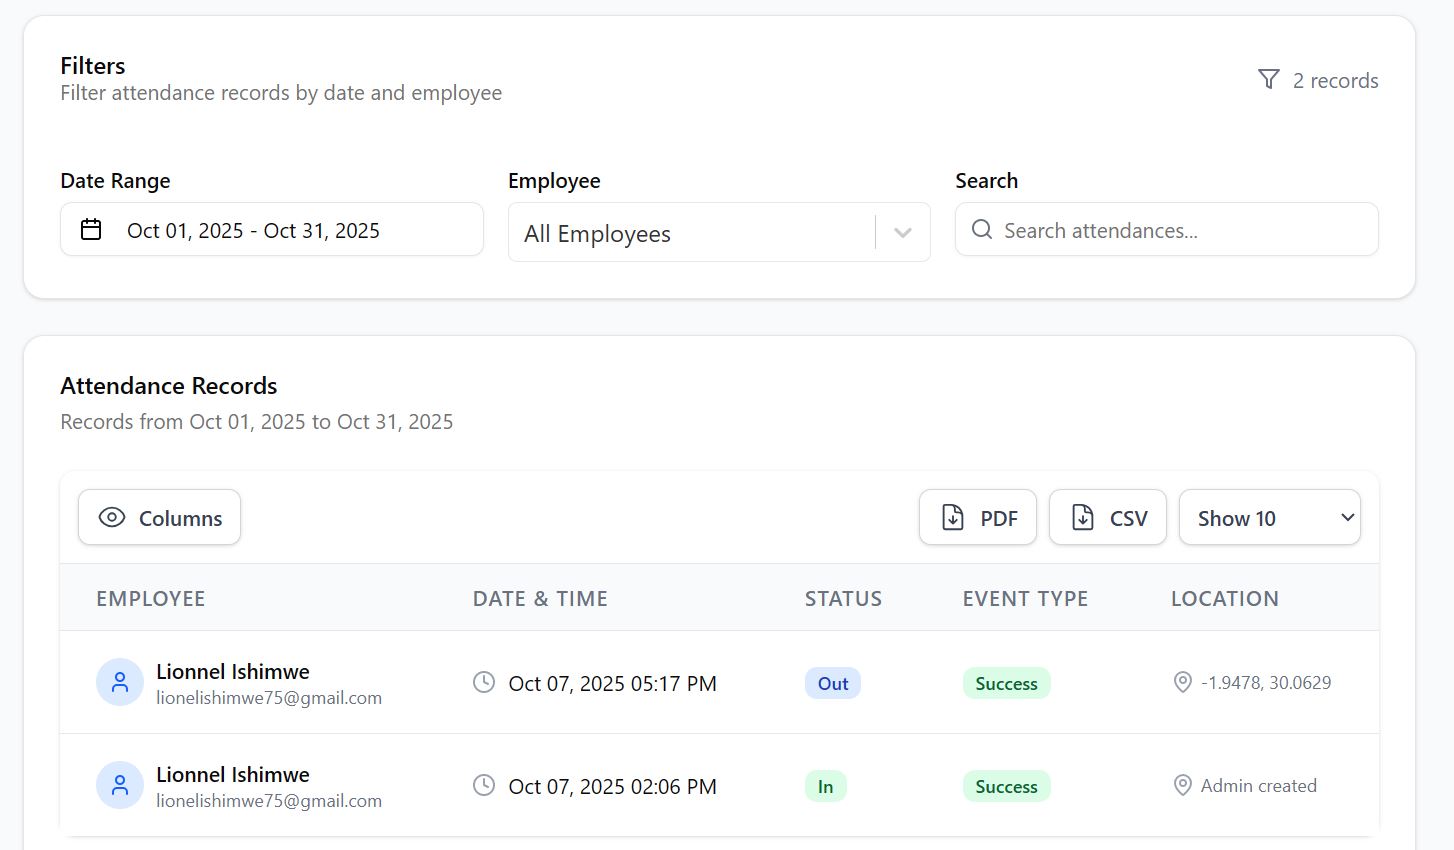 Filters
Filter attendance records by date and employee
2 records
Date Range
Employee
Search
Oct 01, 2025 - Oct 31, 2025
All Employees
Search attendances...
Attendance Records
Records from Oct 01, 2025 to Oct 31, 2025
Columns
PDF
CSV
Show 10
EMPLOYEE DATE & TIME STATUS EVENT TYPE LOCATION
Lionnel Ishimwe
lionelishimwe75@gmail.com
Oct 07, 2025 05:17 PM
Out
Success
-1.9478, 30.0629
Lionnel Ishimwe
lionelishimwe75@gmail.com
Oct 07, 2025 02:06 PM
In
Success
Admin created